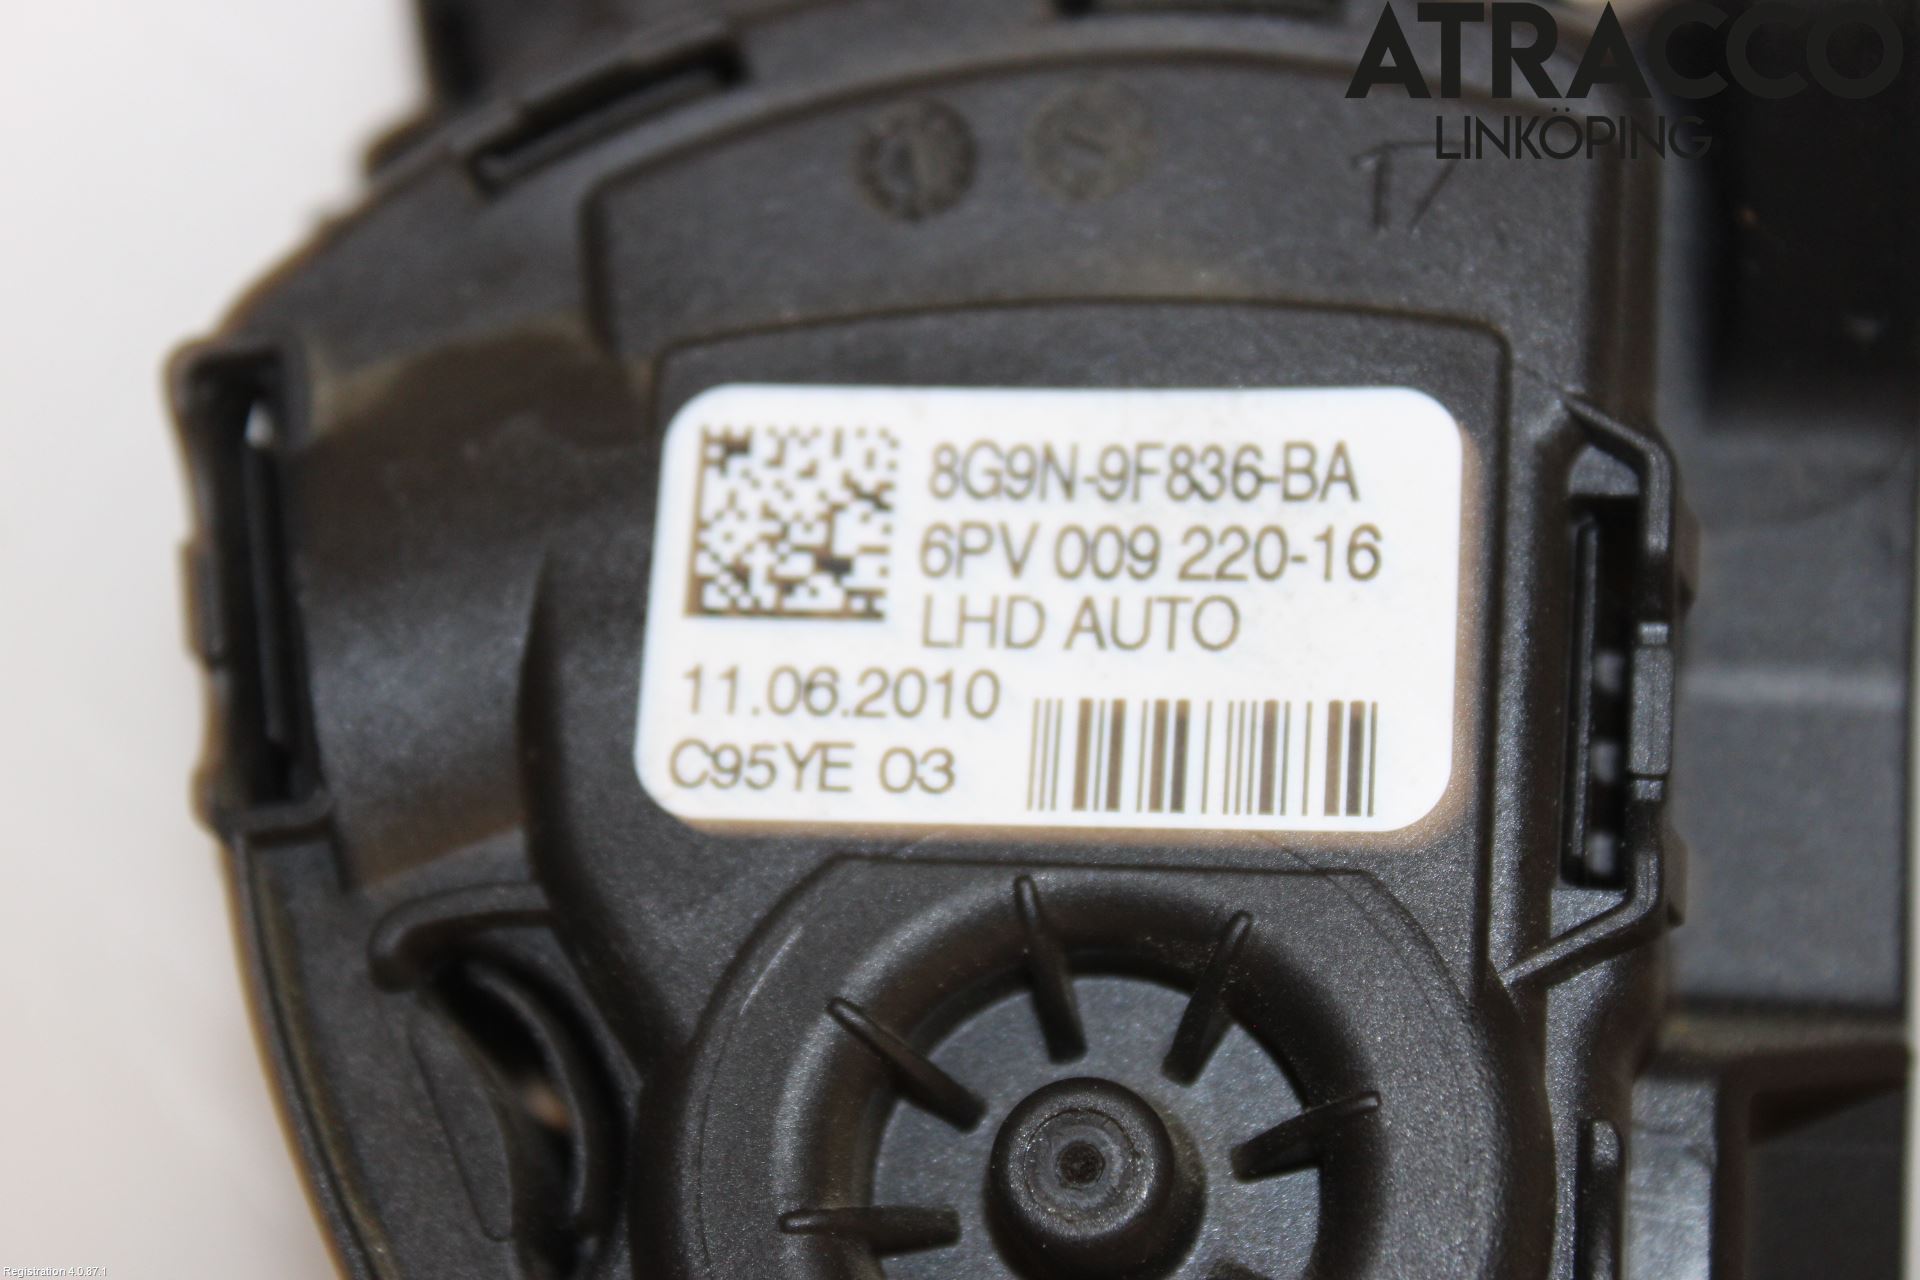 ATRACCO
LINKÖPING
8G9N-9F836-BA
6PV 009 220-16
LHD AUTO
11.06.2010
C95YE 03
Registration 4.0.87.1